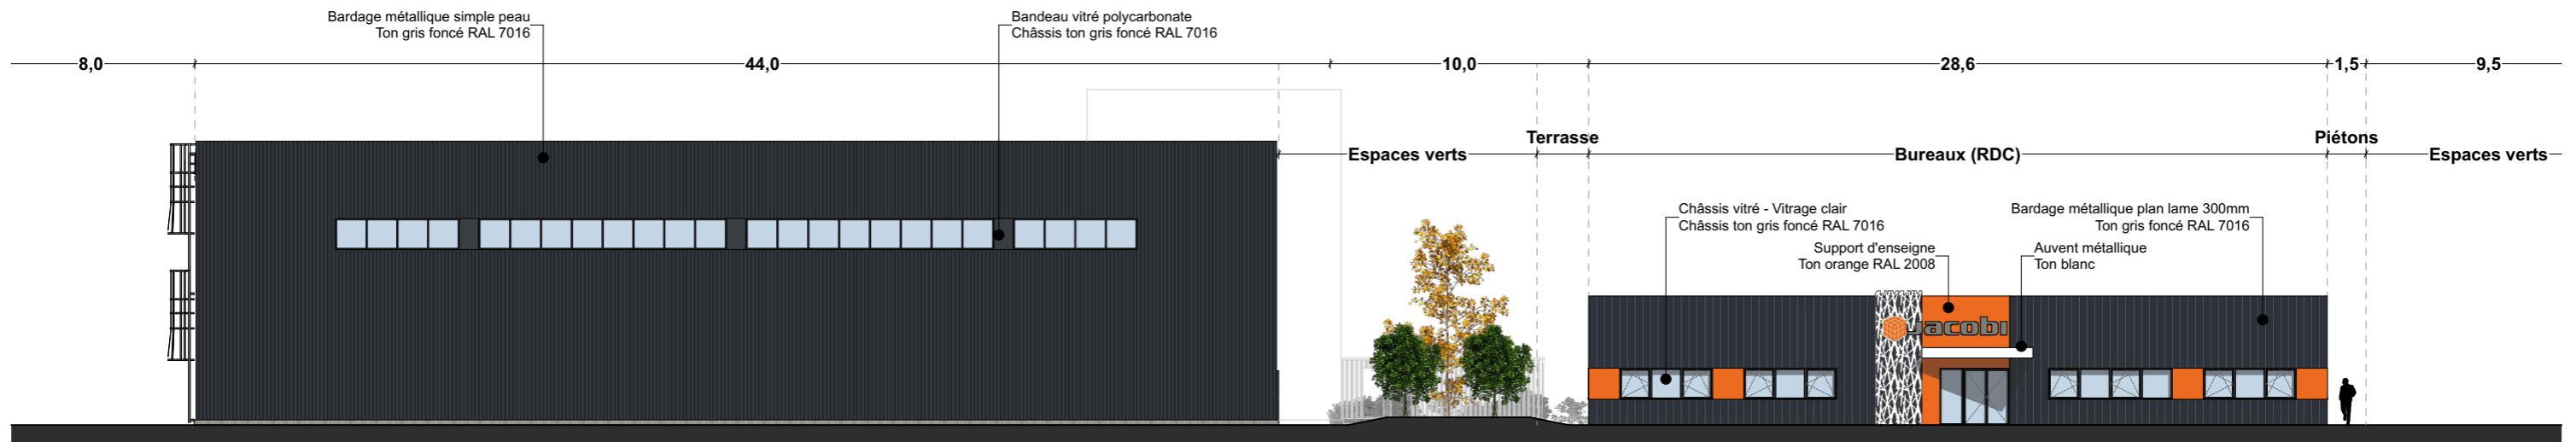 Bardage métallique simple peau
Ton gris foncé RAL 7016
Bandeau vitré polycarbonate
Châssis ton gris foncé RAL 7016
8,0
44,0
10,0
28,6
1,5
9,5
Terrasse
Piétons
Espaces verts
Bureaux (RDC)
Espaces verts
Châssis vitré - Vitrage clair
Châssis ton gris foncé RAL 7016
Bardage métallique plan lame 300mm
Ton gris foncé RAL 7016
Support d'enseigne
Ton orange RAL 2008
Auvent métallique
Ton blanc
Jacobi